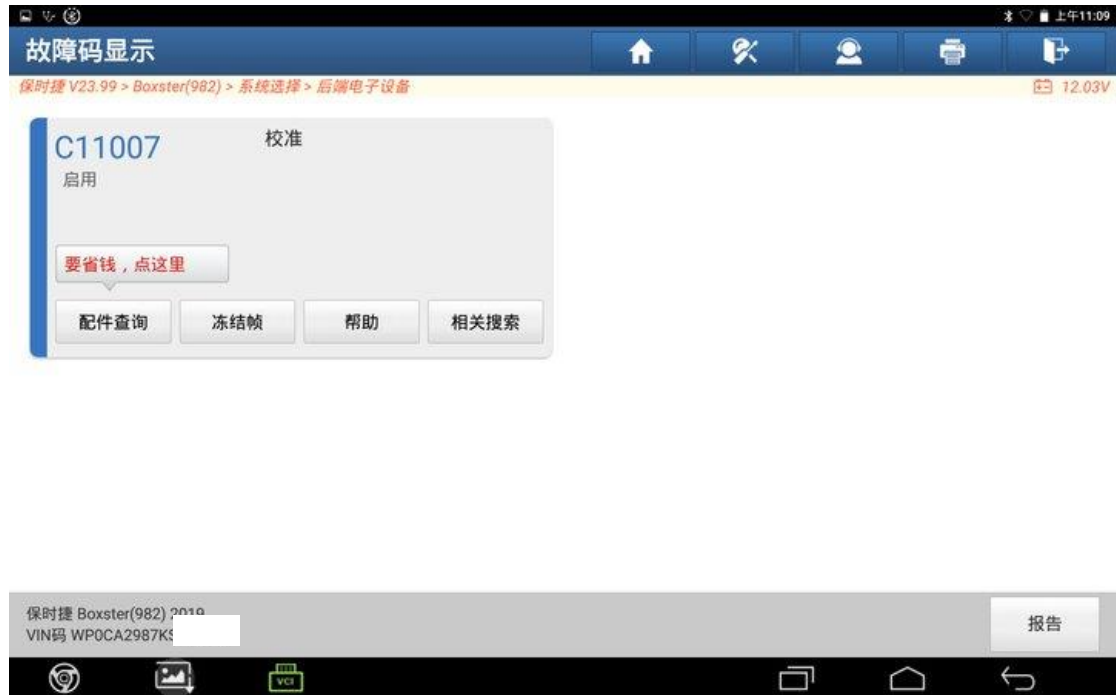 上午11:09
故障码显示
保时捷 V23.99 > Boxster(982) > 系统选择 > 后端电子设备
12.03V
C11007
校准
启用
要省钱，点这里
配件查询
冻结帧
帮助
相关搜索
保时捷 Boxster(982) 2019
VIN码 WP0CA2987KS
报告
VCI